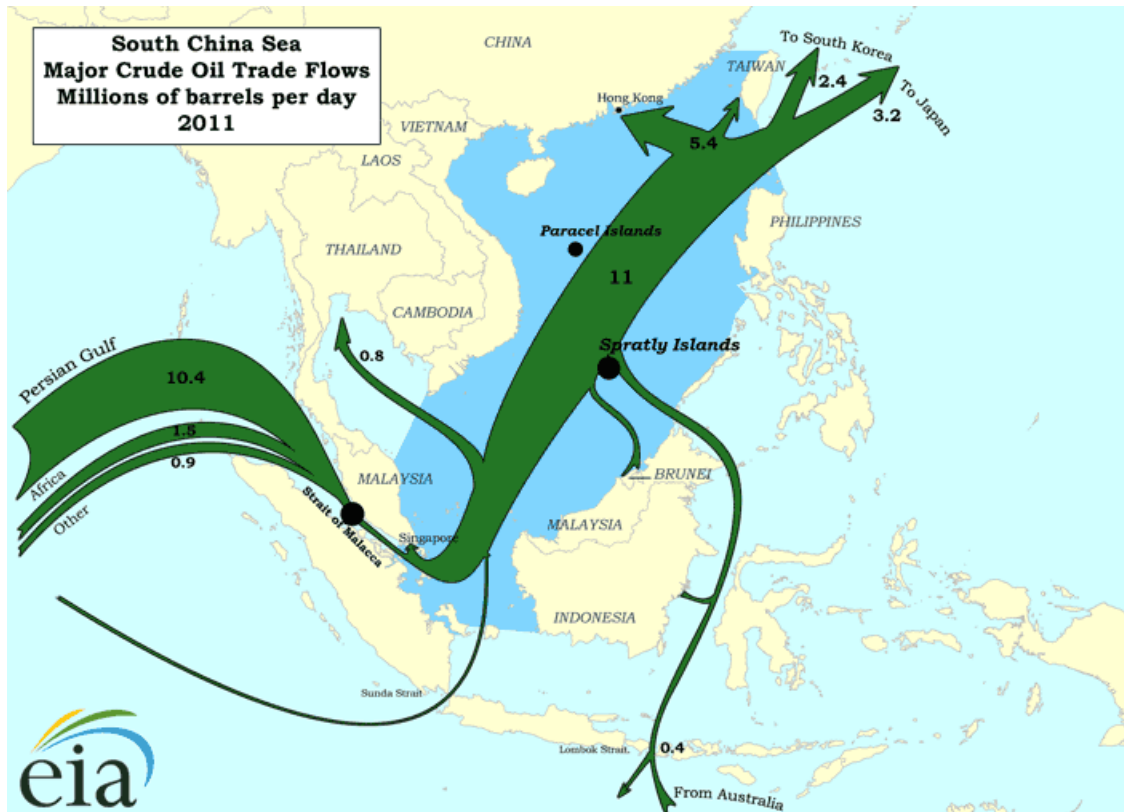 South China Sea
Major Crude Oil Trade Flows
Millions of barrels per day
2011
CHINA
To South Korea
TAIWAN
2.4
To Japan
3.2
Hong Kong
VIETNAM
5.4
LAOS
PHILIPPINES
Paracel Islands
THAILAND
11
CAMBODIA
Spratly Islands
0.8
Persian Gulf
10.4
1.5
0.9
Africa
Other
MALAYSIA
BRUNEI
Strait of Malacca
Singapore
MALAYSIA
INDONESIA
Sunda Strait
Lombok Strait.
0.4
From Australia
eia